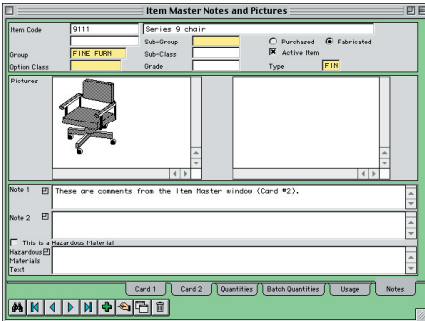 Item Master Notes and Pictures
Item Code 9111 Series 9 chair
Sub-Group Purchased Fabricated
Group FINE FURN Sub-Class Active Item
Option Class Grade Type FIN
Pictures
Note 1 These are comments from the Item Master window (Card #2).
Note 2
This is a Hazardous Material
Hazardous
Materials
Text
Card 1 Card 2 Quantities Batch Quantities Usage Notes